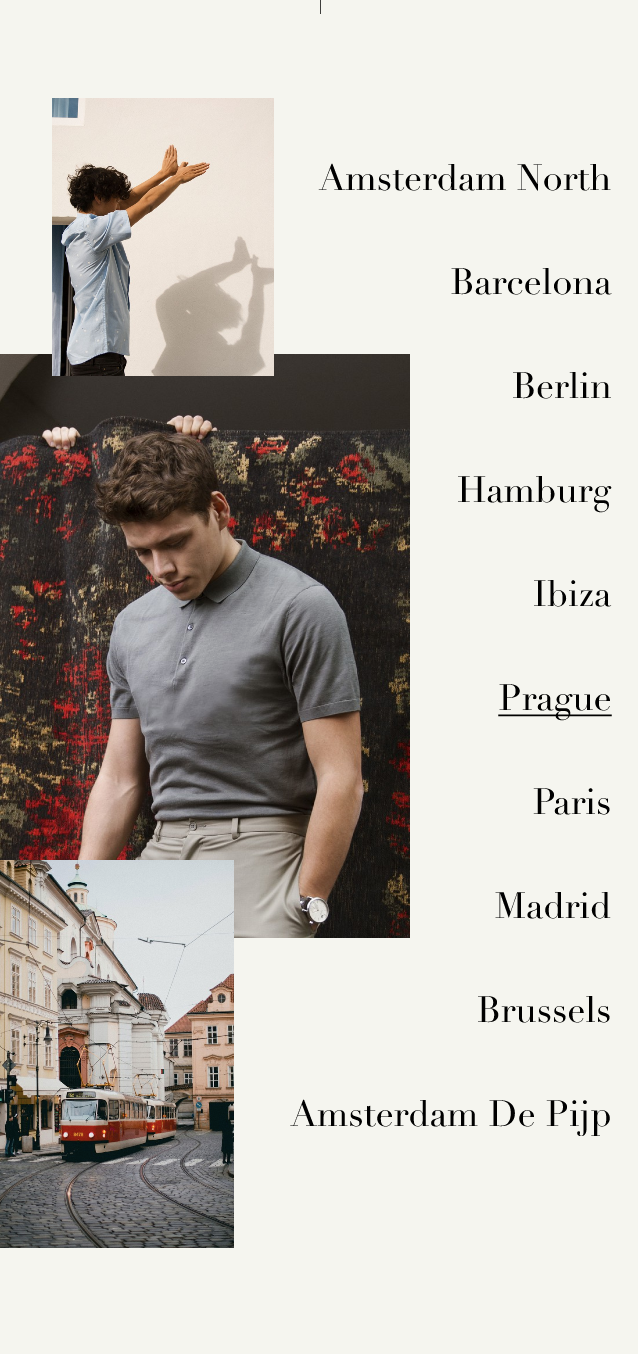 Amsterdam North
Barcelona
Berlin
Hamburg
Ibiza
Prague
Paris
Madrid
Brussels
Amsterdam De Pijp